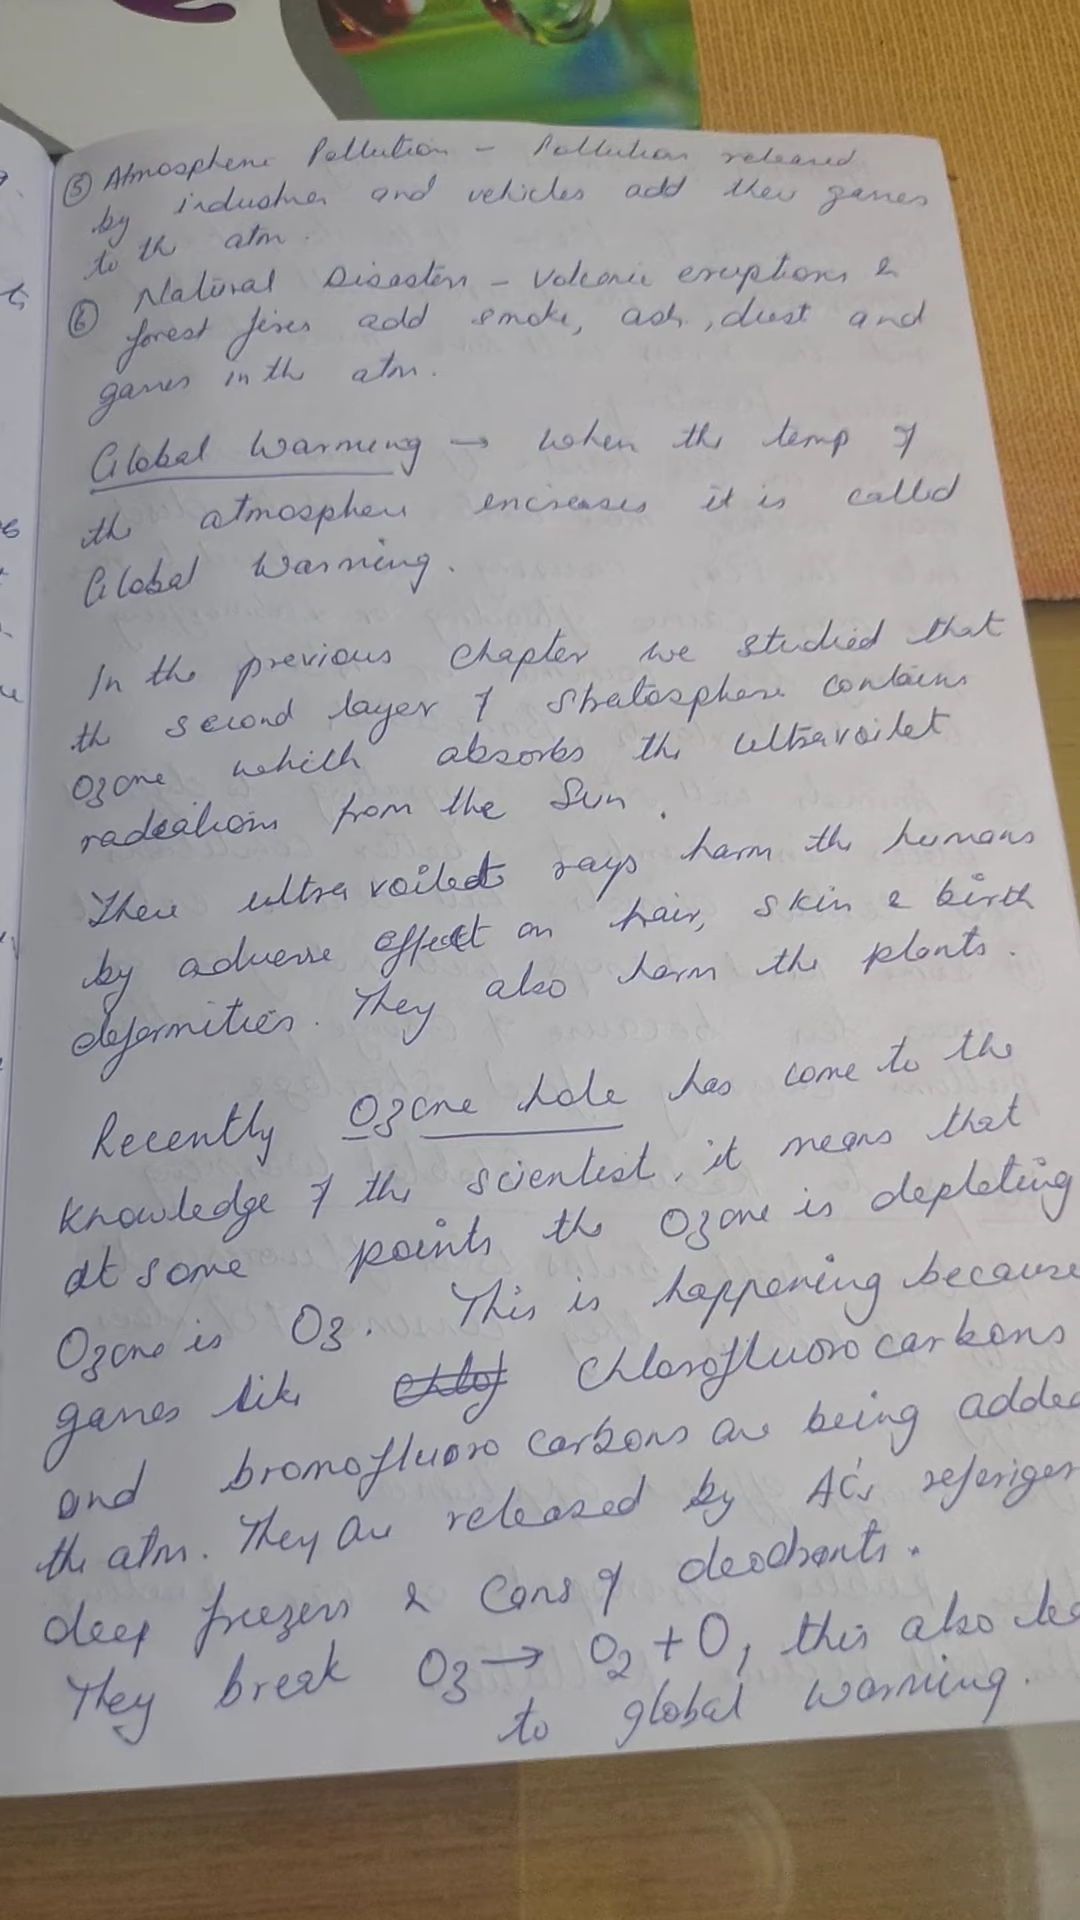 ⑤ Atmospheric Pollution - Pollution released
by industries and vehicles add their gases
to the atm.
⑥ Natural Disasters - Volcanic eruptions &
forest fires add smoke, ash, dust and
gases in the atm.
Global Warming → When the temp of
the atmosphere increases it is called
Global Warming.
In the previous chapter we studied that
the second layer of stratosphere contains
Ozone which absorbs the ultravoilet
radiations from the Sun.
These ultra voilet rays harm the humans
by adverse effect on hair, skin & birth
deformities. They also harm the plants.
Recently Ozone hole has come to the
knowledge of the scientist, it means that
at some points the Ozone is depleting
Ozone is O3. This is happening because
gases like Chlorofluoro carbons
and bromofluoro carbons are being added
the atm. They are released by AC's referiger
deep freezers & Cans of deodrants.
They break O3 → O2 + O, this also le
to global warming.